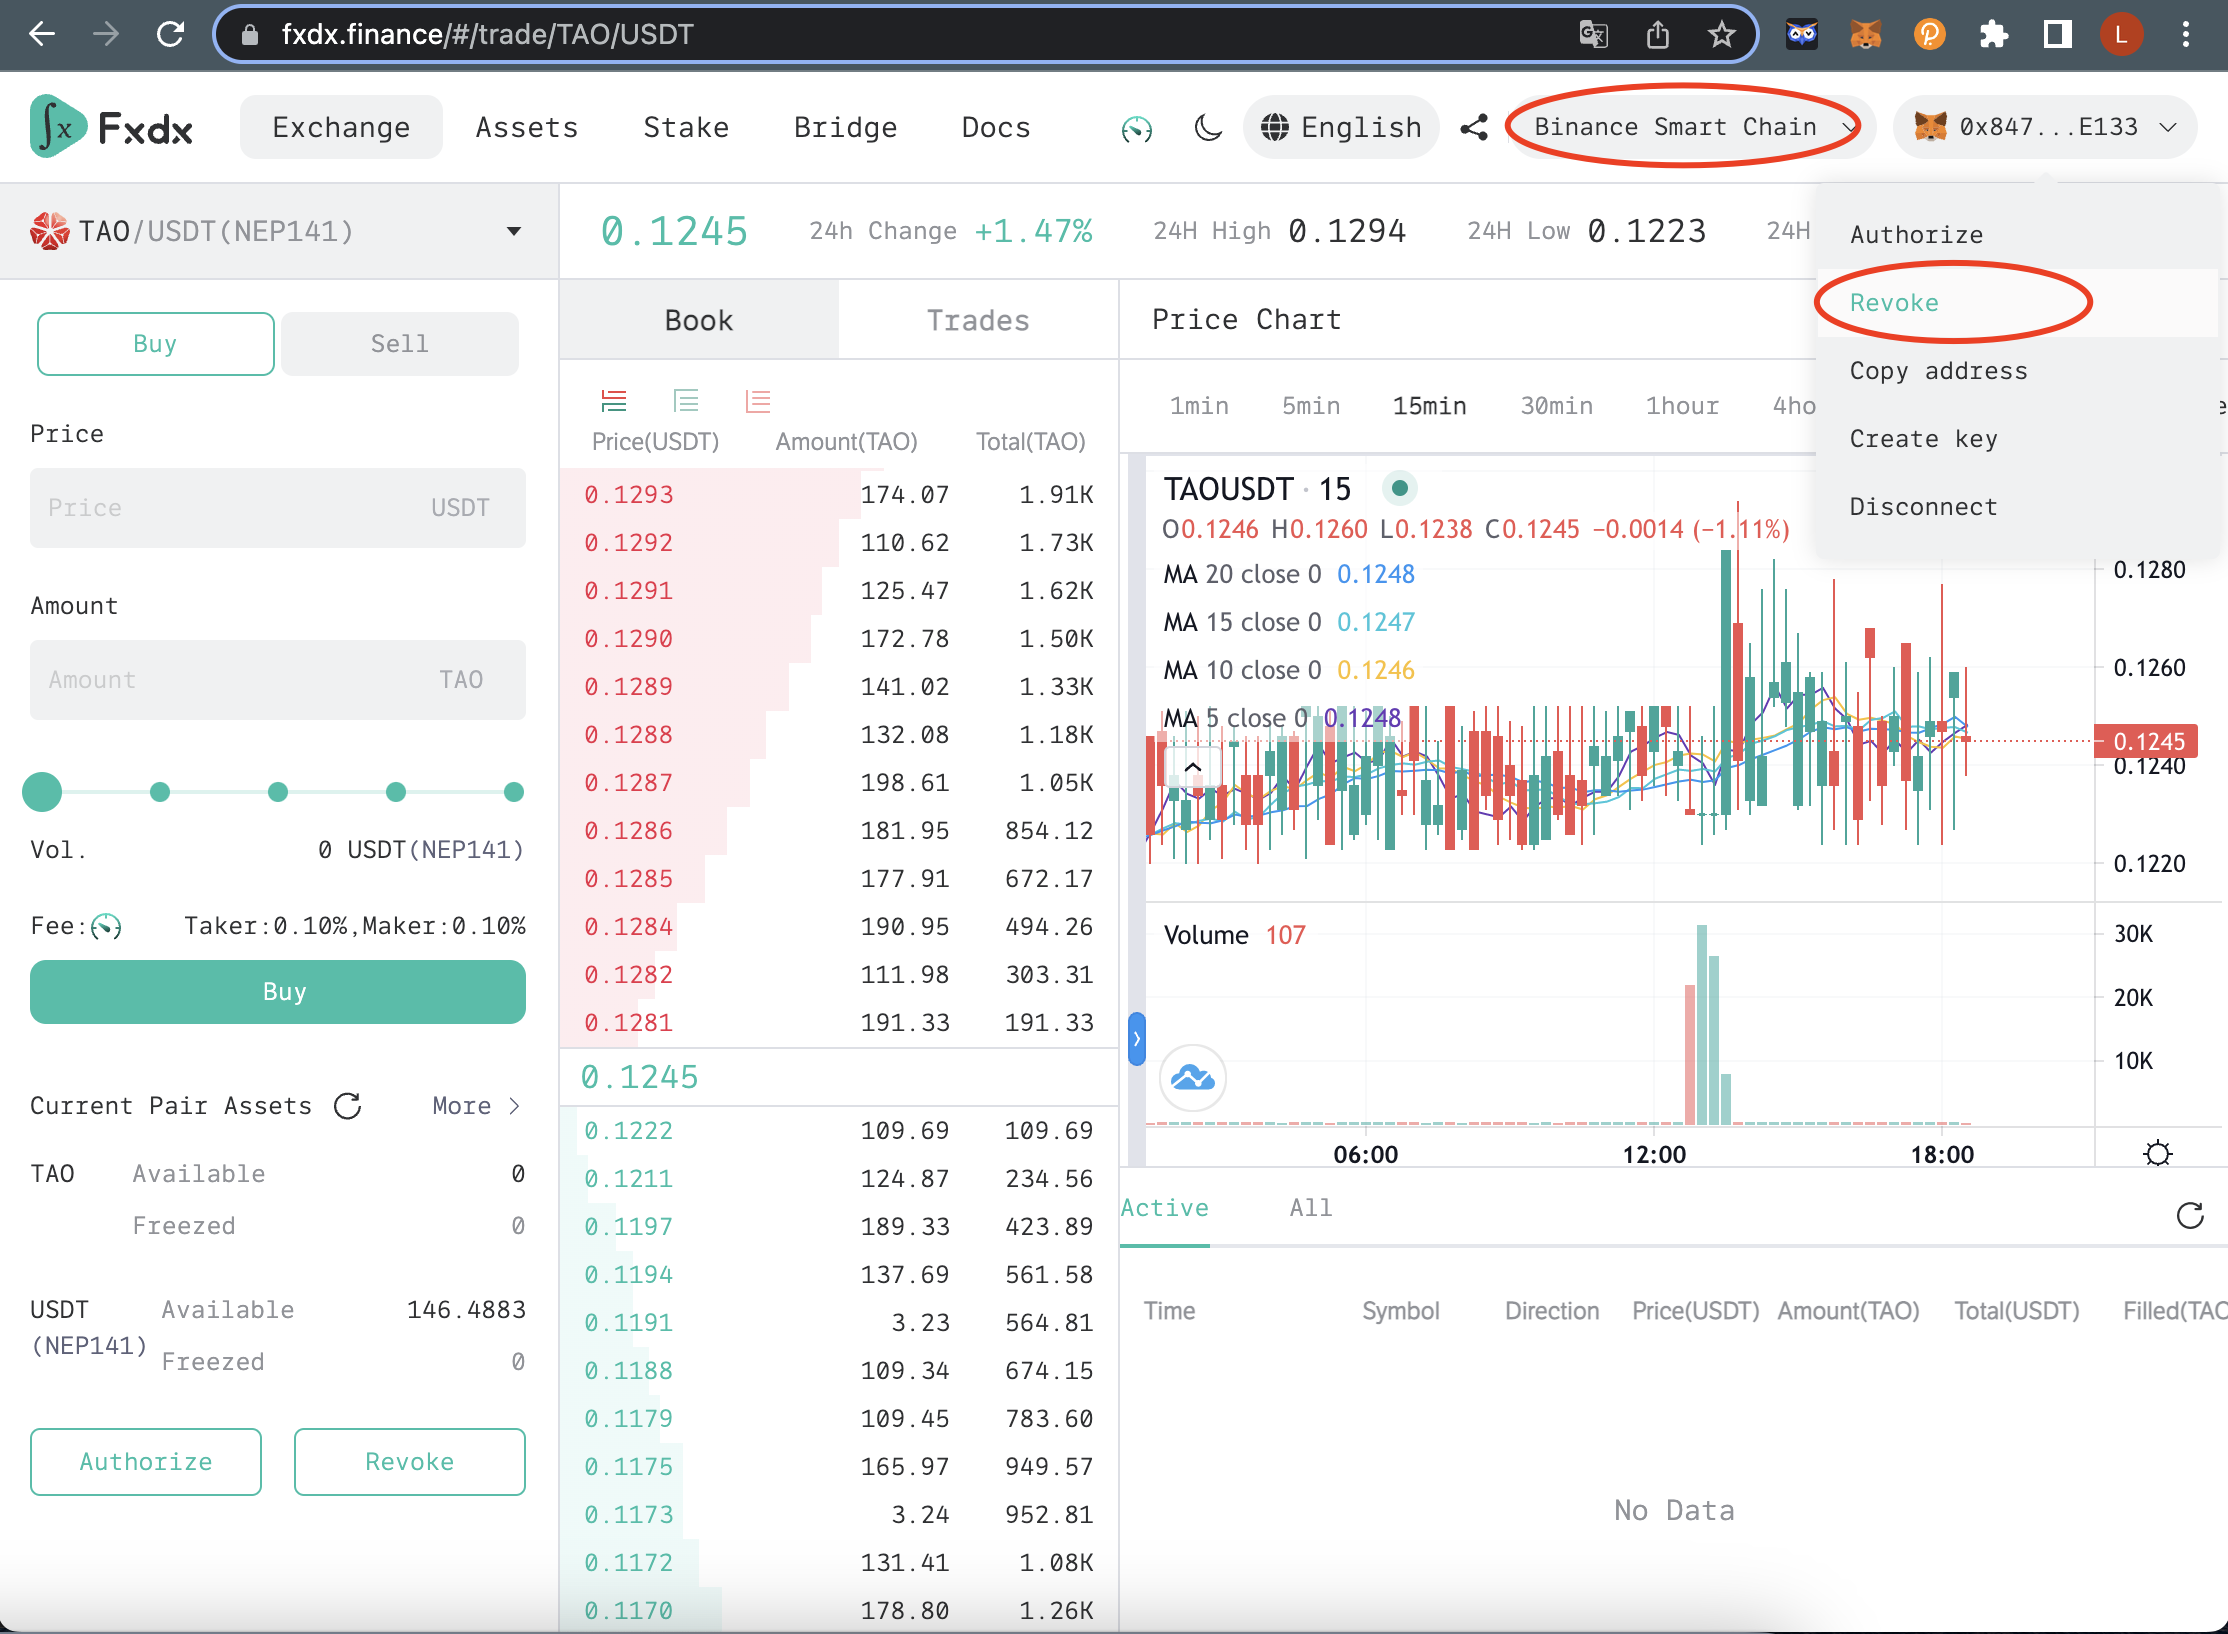 fxdx.finance/#/trade/TAO/USDT
L
Fxdx
Exchange
Assets
Stake
Bridge
Docs
English
Binance Smart Chain
0x847...E133
TAO/USDT(NEP141)
0.1245
24h Change +1.47%
24H High 0.1294
24H Low 0.1223
24H
Authorize
Revoke
Copy address
Create key
Disconnect
Buy
Sell
Price
Price USDT
Amount
Amount TAO
Vol. 0 USDT(NEP141)
Fee: Taker:0.10%,Maker:0.10%
Buy
Current Pair Assets More
TAO Available 0
Freezed 0
USDT Available 146.4883
(NEP141)
Freezed 0
Authorize
Revoke
Book
Trades
Price(USDT) Amount(TAO) Total(TAO)
0.1293 174.07 1.91K
0.1292 110.62 1.73K
0.1291 125.47 1.62K
0.1290 172.78 1.50K
0.1289 141.02 1.33K
0.1288 132.08 1.18K
0.1287 198.61 1.05K
0.1286 181.95 854.12
0.1285 177.91 672.17
0.1284 190.95 494.26
0.1282 111.98 303.31
0.1281 191.33 191.33
0.1245
0.1222 109.69 109.69
0.1211 124.87 234.56
0.1197 189.33 423.89
0.1194 137.69 561.58
0.1191 3.23 564.81
0.1188 109.34 674.15
0.1179 109.45 783.60
0.1175 165.97 949.57
0.1173 3.24 952.81
0.1172 131.41 1.08K
0.1170 178.80 1.26K
Price Chart
1min 5min 15min 30min 1hour 4ho
TAOUSDT · 15
O0.1246 H0.1260 L0.1238 C0.1245 −0.0014 (−1.11%)
MA 20 close 0 0.1248
MA 15 close 0 0.1247
MA 10 close 0 0.1246
MA 5 close 0 0.1248
0.1280
0.1260
0.1245
0.1240
0.1220
Volume 107
30K
20K
10K
06:00 12:00 18:00
Active
All
Time Symbol Direction Price(USDT) Amount(TAO) Total(USDT) Filled(TAO
No Data